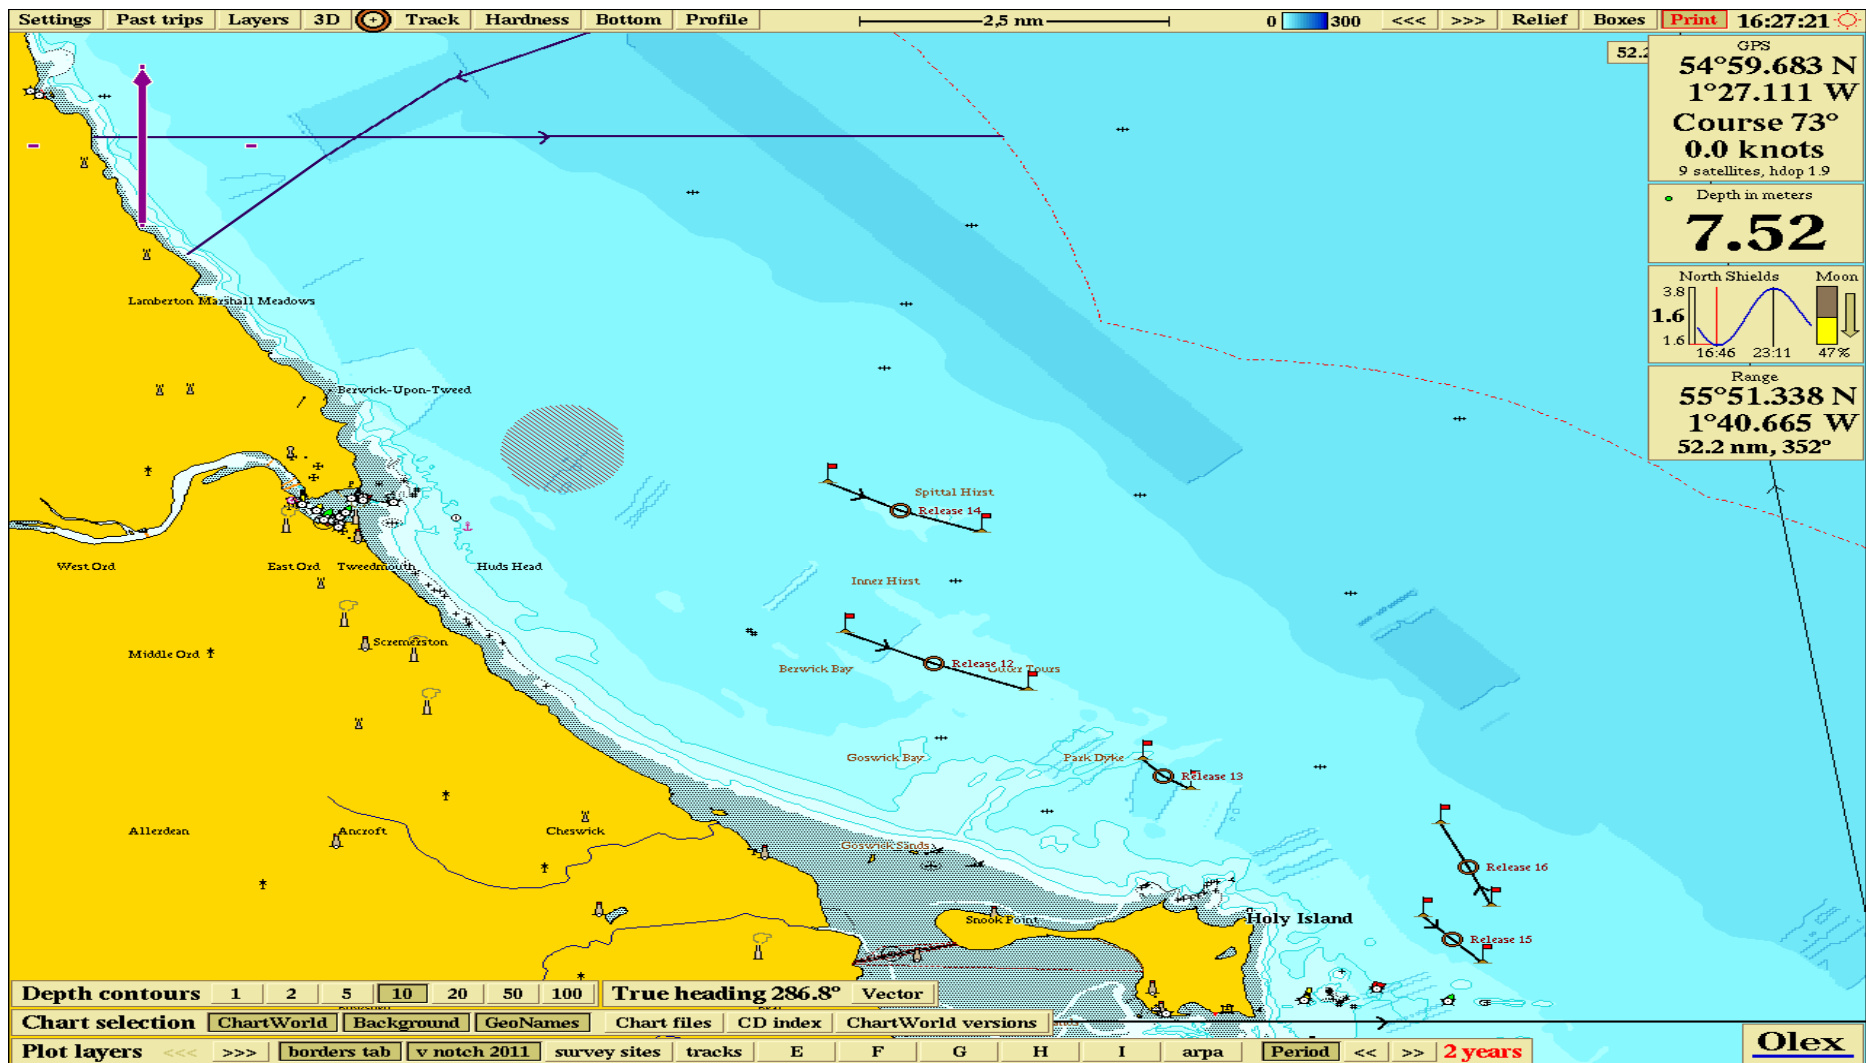 Settings Past trips Layers 3D Track Hardness Bottom Profile 2,5 nm 0 300 <<< >>> Relief Boxes Print 16:27:21
52.2
GPS
54°59.683 N
1°27.111 W
Course 73°
0.0 knots
9 satellites, hdop 1.9
Depth in meters
7.52
North Shields Moon
3.8
1.6
1.6
16:46 23:11 47%
Range
55°51.338 N
1°40.665 W
52.2 nm, 352°
Lamberton Marshall Meadows
Berwick-Upon-Tweed
Spittal Hirst
Release 14
West Ord East Ord Tweedmouth Huds Head
Inner Hirst
Scremerston
Middle Ord
Release 12
Berwick Bay Outer Tours
Goswick Bay Park Dyke
Release 13
Allerdean Ancroft Cheswick
Goswick Sands
Release 16
Snook Point Holy Island
Release 15
Depth contours 1 2 5 10 20 50 100 True heading 286.8° Vector
Chart selection ChartWorld Background GeoNames Chart files CD index ChartWorld versions
Plot layers <<< >>> borders tab v notch 2011 survey sites tracks E F G H I arpa Period << >> 2 years
Olex